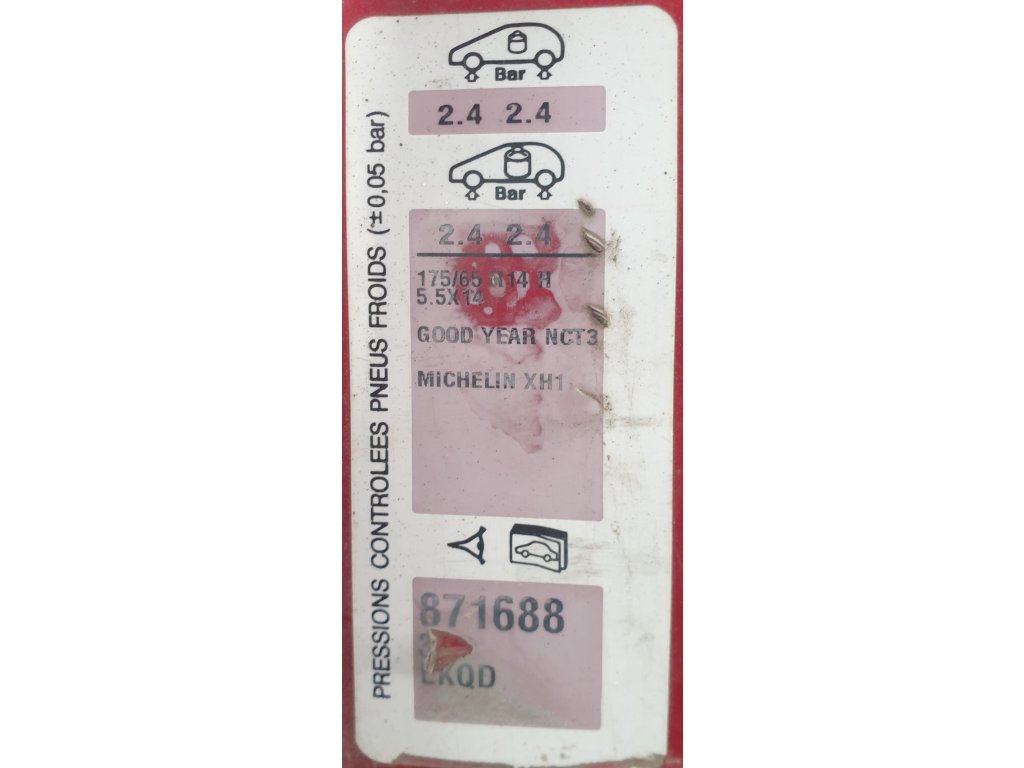 Bar
2.4 2.4
Bar
2.4 2.4
175/65 R14 H
5.5X14
GOOD YEAR NCT3
MICHELIN XH1
871688
EKQD
PRESSIONS CONTROLEES PNEUS FROIDS (±0,05 bar)